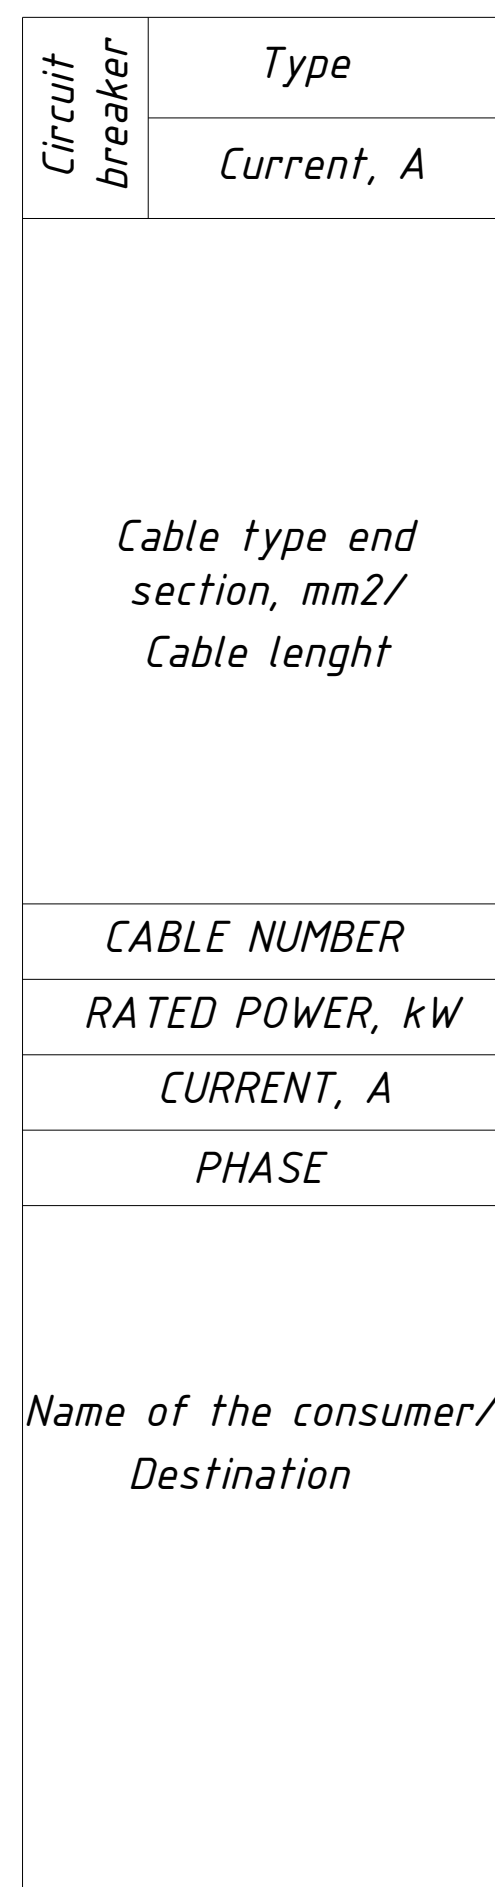 Circuit
breaker
Type
Current, A
Cable type end
section, mm2/
Cable lenght
CABLE NUMBER
RATED POWER, kW
CURRENT, A
PHASE
Name of the consumer/
Destination